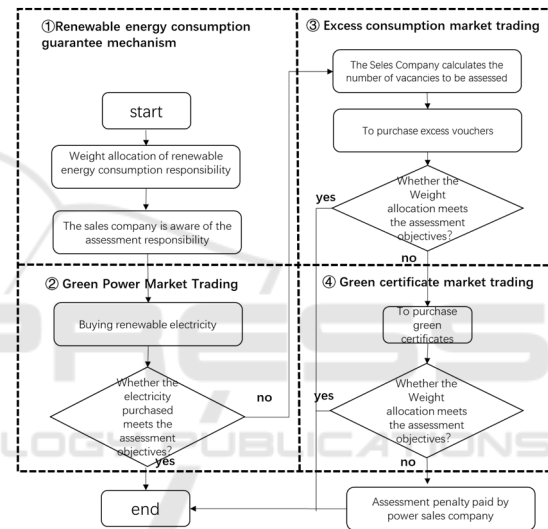 ①Renewable energy consumption
guarantee mechanism
start
Weight allocation of renewable
energy consumption responsibility
The sales company is aware of the
assessment responsibility
② Green Power Market Trading
Buying renewable electricity
Whether the
electricity
purchased
meets the
assessment
objectives?
no
yes
end
③ Excess consumption market trading
The Seles Company calculates the
number of vacancies to be assessed
To purchase excess vouchers
Whether the
Weight
allocation meets
the assessment
objectives?
yes
no
④ Green certificate market trading
To purchase
green
certificates
Whether the
Weight
allocation meets
the assessment
objectives?
yes
no
Assessment penalty paid by
power sales company
PRESS
LOGY PUBLICATIONS